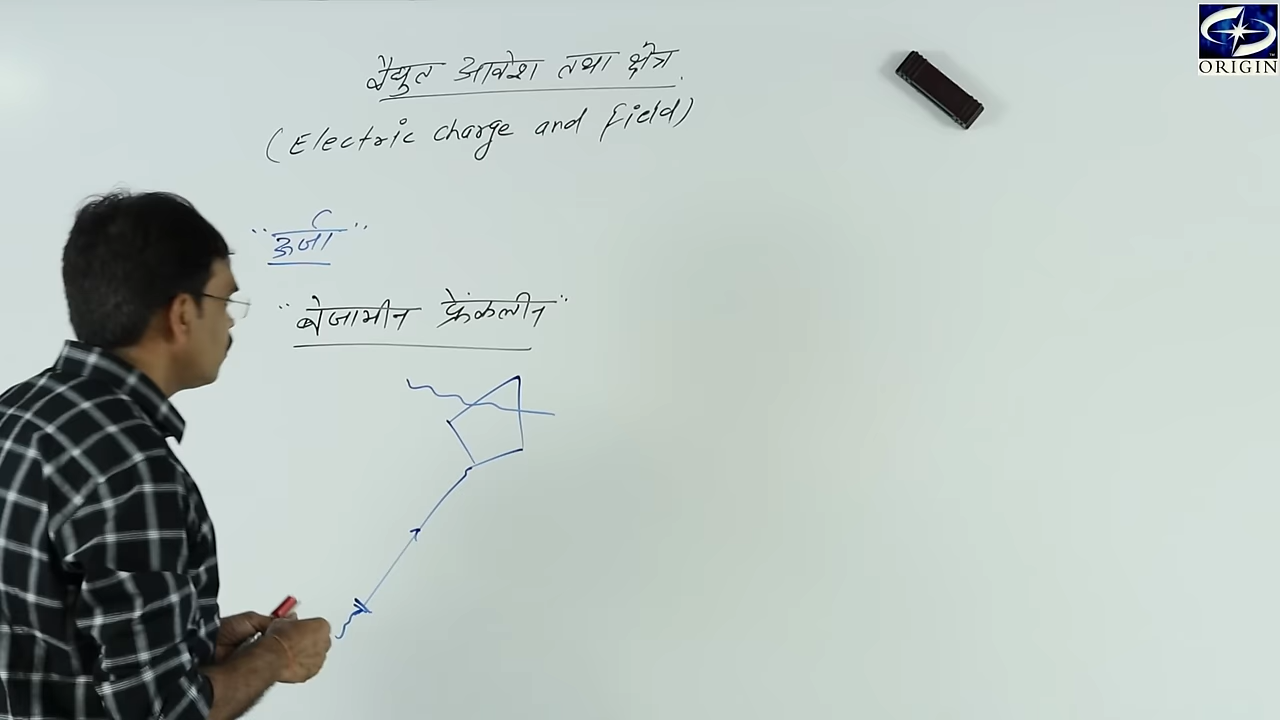 वैद्युत आवेश तथा क्षेत्र.
(Electric charge and field)
"ऊर्जा"
"बेंजामीन फ्रेंकलीन"
ORIGIN